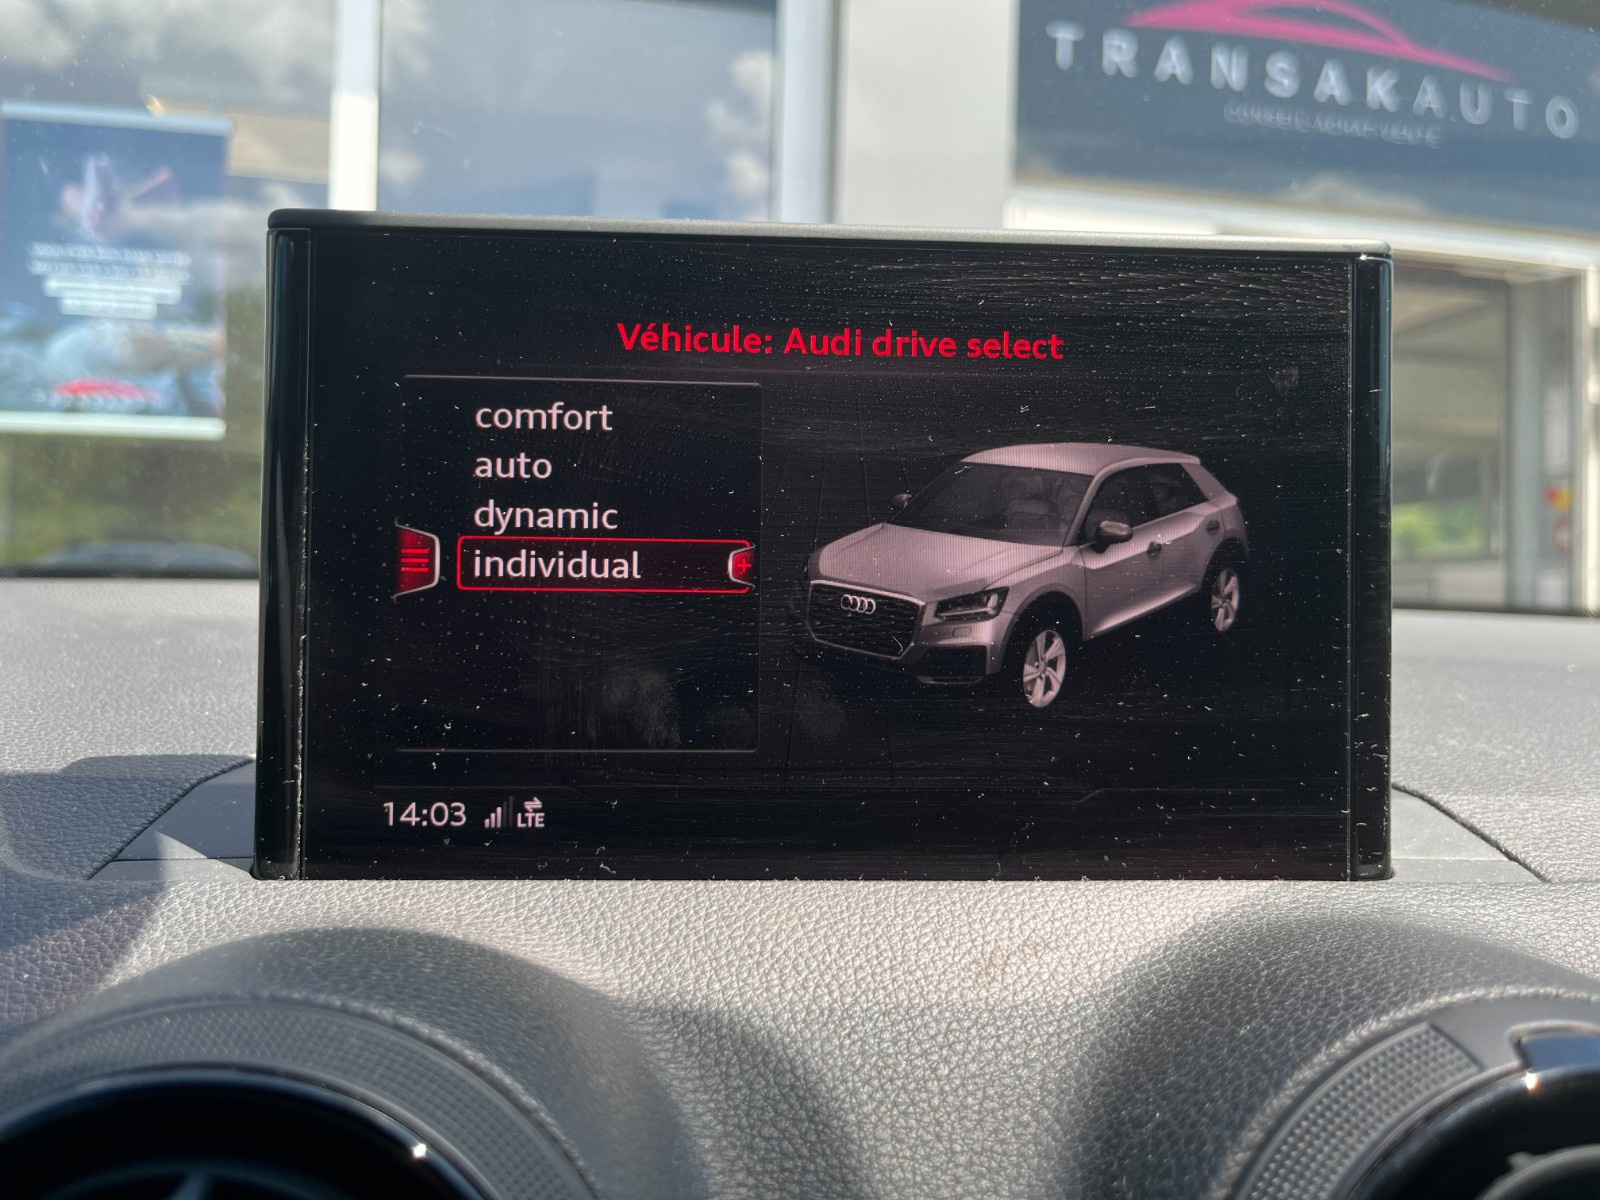 TRANSAKAUTO
Véhicule: Audi drive select
comfort
auto
dynamic
individual
14:03 LTE